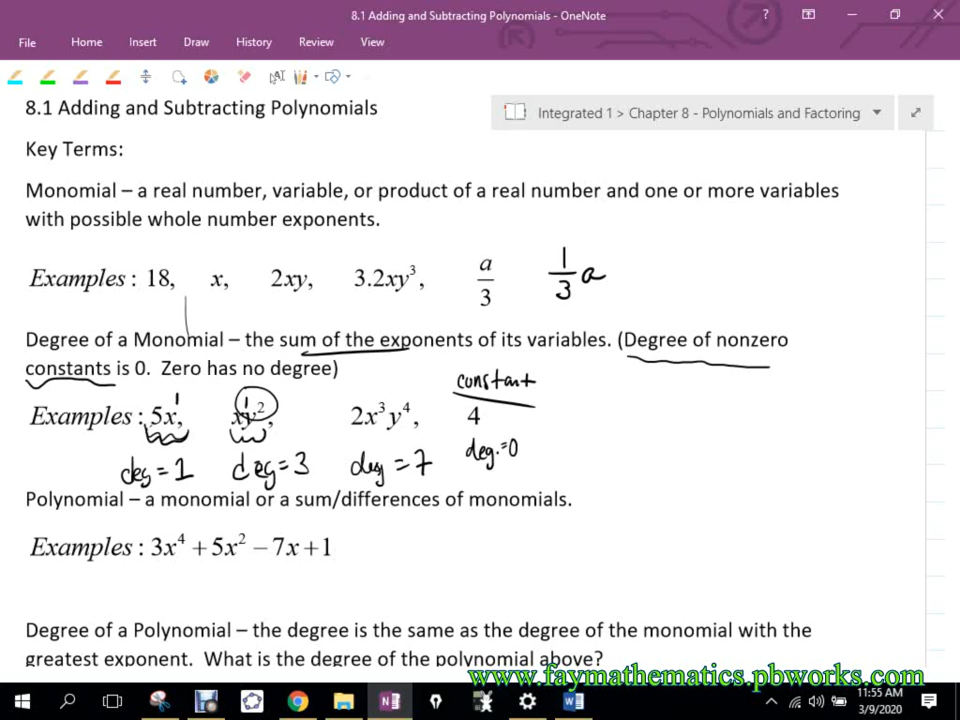 8.1 Adding and Subtracting Polynomials - OneNote
?
File Home Insert Draw History Review View
8.1 Adding and Subtracting Polynomials
Integrated 1 > Chapter 8 - Polynomials and Factoring
Key Terms:
Monomial – a real number, variable, or product of a real number and one or more variables
with possible whole number exponents.
Examples : 18, x, 2xy, 3.2xy³, a/3 1/3 a
Degree of a Monomial – the sum of the exponents of its variables. (Degree of nonzero
constants is 0. Zero has no degree)
constant
1 1
Examples : 5x, xy², 2x³y⁴, 4
deg = 1 deg = 3 deg = 7 deg. = 0
Polynomial – a monomial or a sum/differences of monomials.
Examples : 3x⁴ + 5x² – 7x + 1
Degree of a Polynomial – the degree is the same as the degree of the monomial with the
greatest exponent. What is the degree of the polynomial above?
www.faymathematics.pbworks.com
11:55 AM
3/9/2020